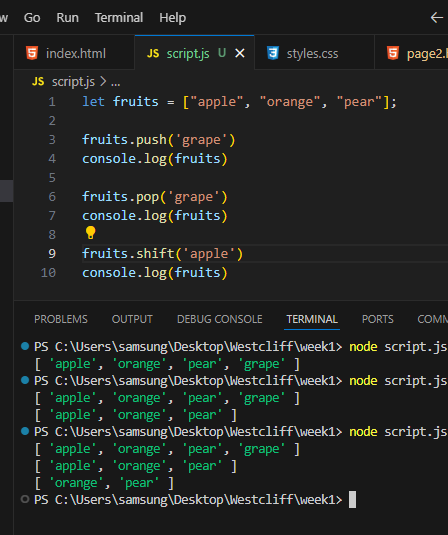 w Go Run Terminal Help
index.html JS script.js U styles.css page2.
JS script.js > ...
1 let fruits = ["apple", "orange", "pear"];
2
3 fruits.push('grape')
4 console.log(fruits)
5
6 fruits.pop('grape')
7 console.log(fruits)
8
9 fruits.shift('apple')
10 console.log(fruits)
PROBLEMS OUTPUT DEBUG CONSOLE TERMINAL PORTS COMM
PS C:\Users\samsung\Desktop\Westcliff\week1> node script.js
[ 'apple', 'orange', 'pear', 'grape' ]
PS C:\Users\samsung\Desktop\Westcliff\week1> node script.js
[ 'apple', 'orange', 'pear', 'grape' ]
[ 'apple', 'orange', 'pear' ]
PS C:\Users\samsung\Desktop\Westcliff\week1> node script.js
[ 'apple', 'orange', 'pear', 'grape' ]
[ 'apple', 'orange', 'pear' ]
[ 'orange', 'pear' ]
PS C:\Users\samsung\Desktop\Westcliff\week1>